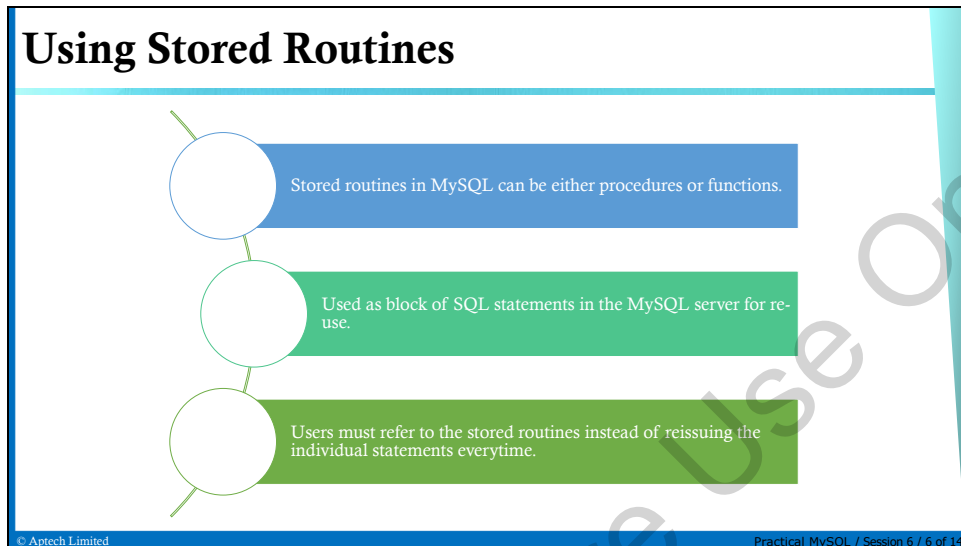 Using Stored Routines
Stored routines in MySQL can be either procedures or functions.
Used as block of SQL statements in the MySQL server for re-
use.
Users must refer to the stored routines instead of reissuing the
individual statements everytime.
Use On
© Aptech Limited
Practical MySQL / Session 6 / 6 of 14